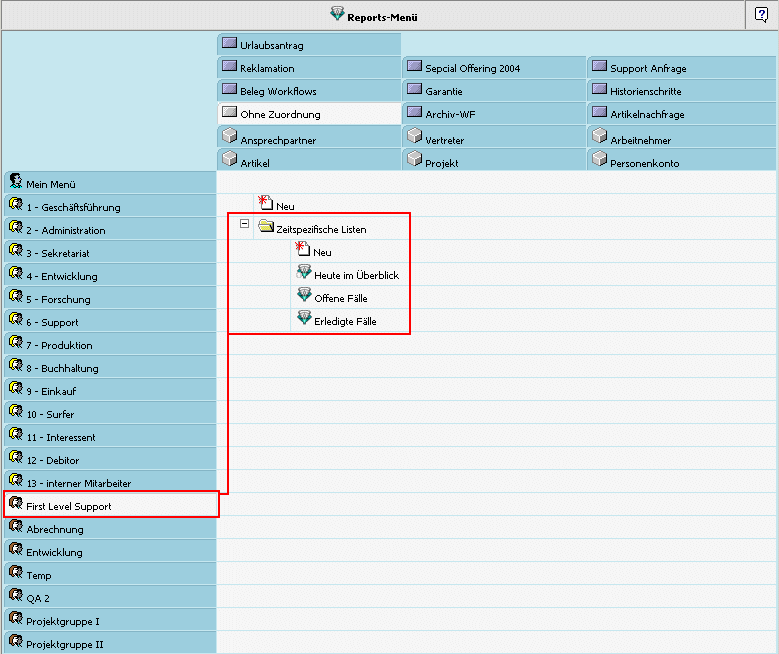 Reports-Menü
Urlaubsantrag
Reklamation
Sepcial Offering 2004
Support Anfrage
Beleg Workflows
Garantie
Historienschritte
Ohne Zuordnung
Archiv-WF
Artikelnachfrage
Ansprechpartner
Vertreter
Arbeitnehmer
Artikel
Projekt
Personenkonto
Mein Menü
1 - Geschäftsführung
Neu
2 - Administration
Zeitspezifische Listen
3 - Sekretariat
Neu
4 - Entwicklung
Heute im Überblick
5 - Forschung
Offene Fälle
6 - Support
Erledigte Fälle
7 - Produktion
8 - Buchhaltung
9 - Einkauf
10 - Surfer
11 - Interessent
12 - Debitor
13 - interner Mitarbeiter
First Level Support
Abrechnung
Entwicklung
Temp
QA 2
Projektgruppe I
Projektgruppe II